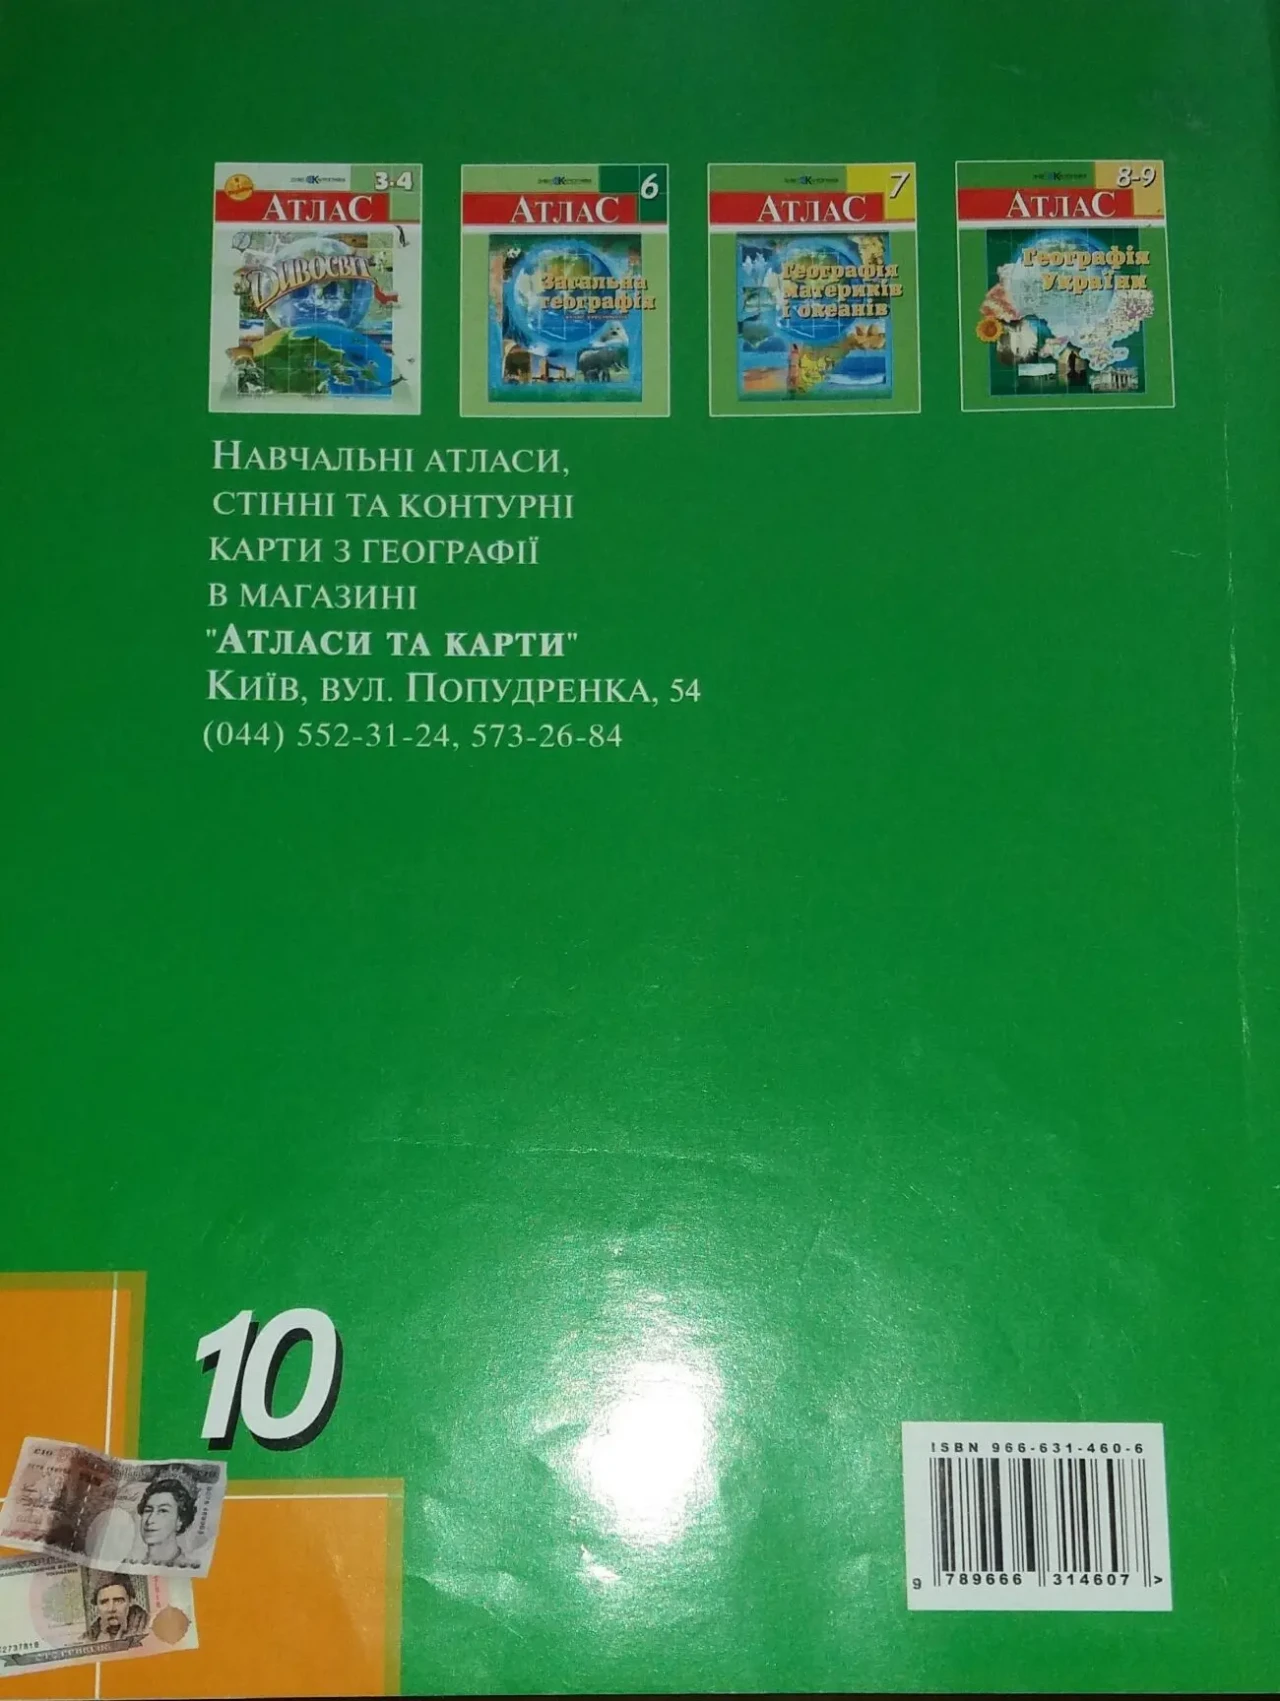 3-4
АТЛАС
ДИВОСВІТ
6
АТЛАС
Загальна
географія
7
АТЛАС
Географія
материків
і океанів
8-9
АТЛАС
Географія
України
НАВЧАЛЬНІ АТЛАСИ,
СТІННІ ТА КОНТУРНІ
КАРТИ З ГЕОГРАФІЇ
В МАГАЗИНІ
"АТЛАСИ ТА КАРТИ"
КИЇВ, ВУЛ. ПОПУДРЕНКА, 54
(044) 552-31-24, 573-26-84
10
£10
ISBN 966-631-460-6
9 789666 314607 >